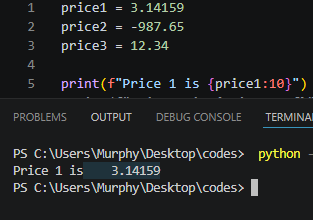 1 price1 = 3.14159
2 price2 = -987.65
3 price3 = 12.34
4
5 print(f"Price 1 is {price1:10}")
PROBLEMS OUTPUT DEBUG CONSOLE TERMINAL
PS C:\Users\Murphy\Desktop\codes> python -
Price 1 is    3.14159
PS C:\Users\Murphy\Desktop\codes>